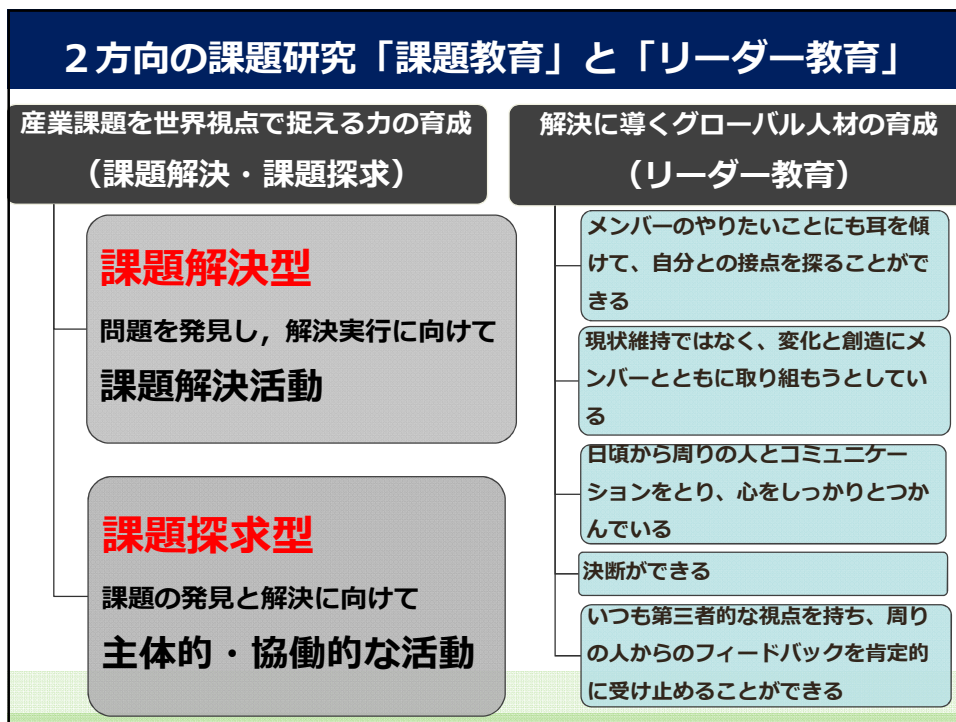 ２方向の課題研究「課題教育」と「リーダー教育」
産業課題を世界視点で捉える力の育成
（課題解決・課題探求）
課題解決型
問題を発見し，解決実行に向けて
課題解決活動
課題探求型
課題の発見と解決に向けて
主体的・協働的な活動
解決に導くグローバル人材の育成
（リーダー教育）
メンバーのやりたいことにも耳を傾
けて、自分との接点を探ることがで
きる
現状維持ではなく、変化と創造にメ
ンバーとともに取り組もうとしてい
る
日頃から周りの人とコミュニケー
ションをとり、心をしっかりとつか
んでいる
決断ができる
いつも第三者的な視点を持ち、周り
の人からのフィードバックを肯定的
に受け止めることができる